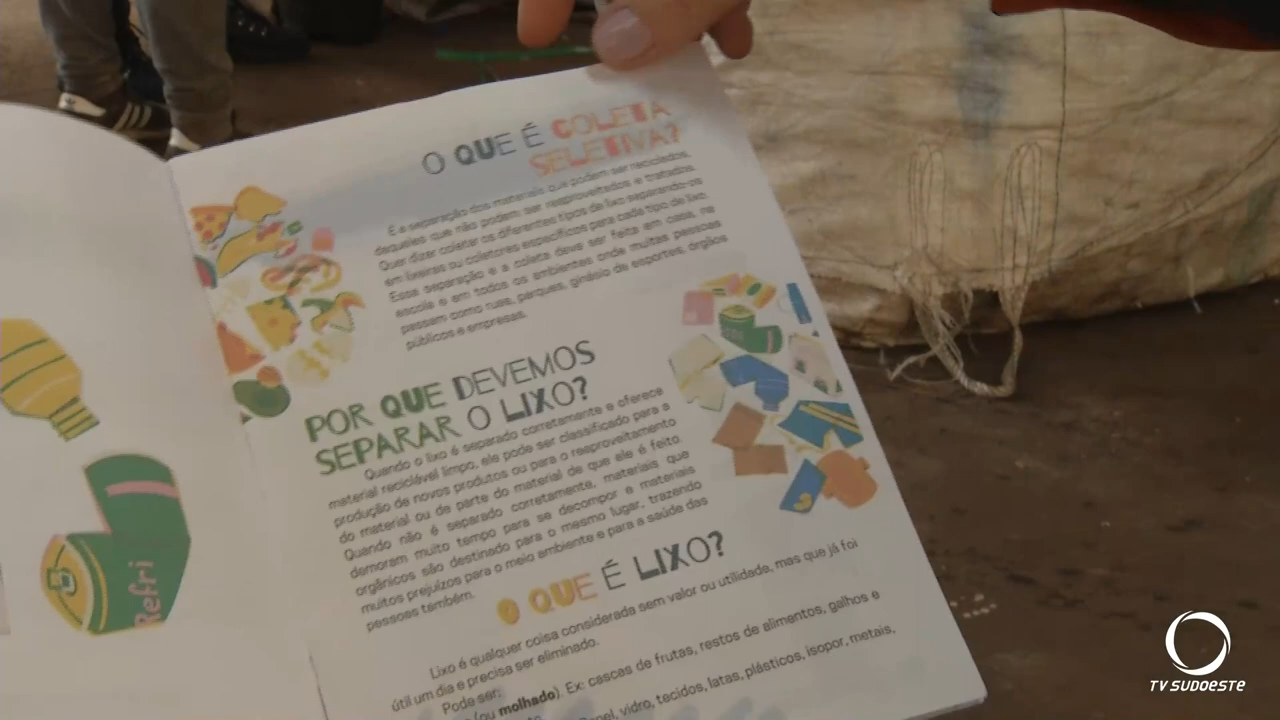 O QUE É COLETA
SELETIVA?
É a separação dos materiais que podem ser reciclados,
daqueles que não podem ser reaproveitados e tratados.
Quer dizer coletar os diferentes tipos de lixo separando-os
em lixeiras ou coletores específicos para cada tipo de lixo.
Essa separação e a coleta deve ser feita em casa, na
escola e em todos os ambientes onde muitas pessoas
passam como ruas, parques, ginásio de esportes, órgãos
públicos e empresas.
POR QUE DEVEMOS
SEPARAR O LIXO?
Quando o lixo é separado corretamente e oferece
material reciclável limpo, ele pode ser classificado para a
produção de novos produtos ou para o reaproveitamento
do material ou de parte do material de que ele é feito.
Quando não é separado corretamente, materiais que
demoram muito tempo para se decompor e materiais
orgânicos são destinado para o mesmo lugar, trazendo
muitos prejuízos para o meio ambiente e para a saúde das
pessoas também.
O QUE É LIXO?
Lixo é qualquer coisa considerada sem valor ou utilidade, mas que já foi
útil um dia e precisa ser eliminado.
Pode ser:
(ou molhado). Ex: cascas de frutas, restos de alimentos, galhos e
vidro, tecidos, latas, plásticos, isopor, metais,
Refri
TV SUDOESTE